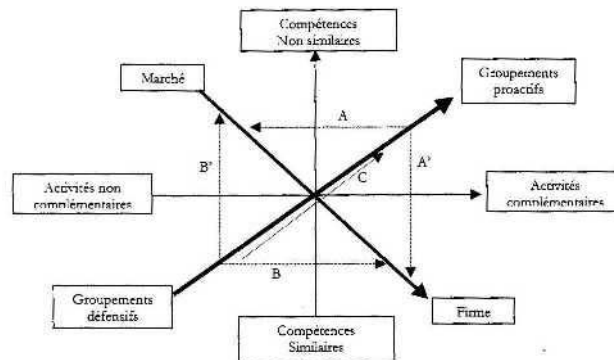 Compétences
Non similaires
Marché
Groupements
proactifs
A
B'
A'
C
Activités non
complémentaires
Activités
complémentaires
B
Groupements
défensifs
Firme
Compétences
Similaires